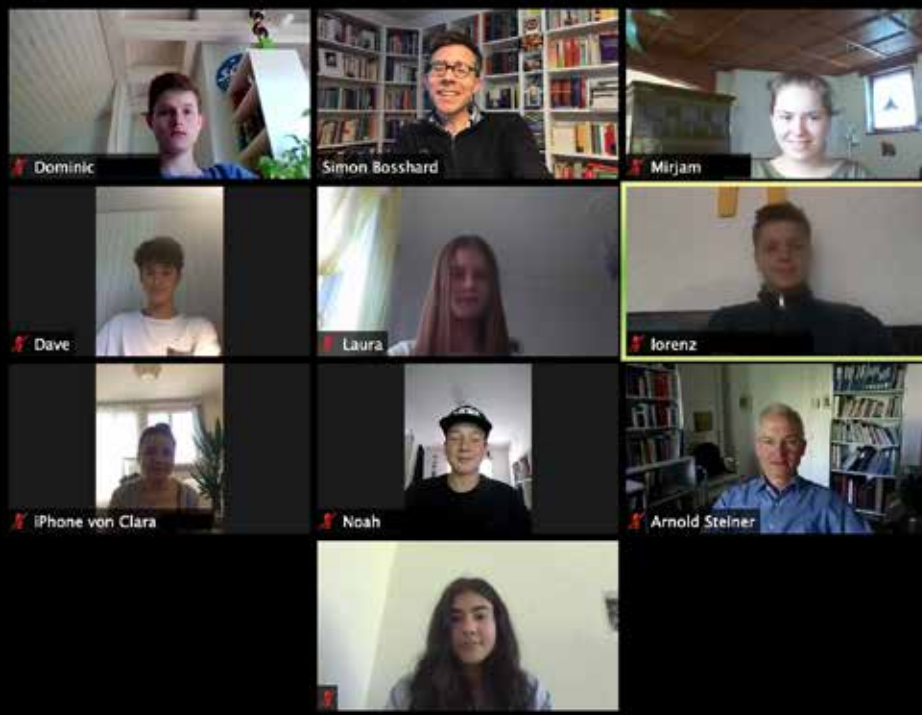 Dominic
Simon Bosshard
Mirjam
Dave
Laura
lorenz
iPhone von Clara
Noah
Arnold Steiner